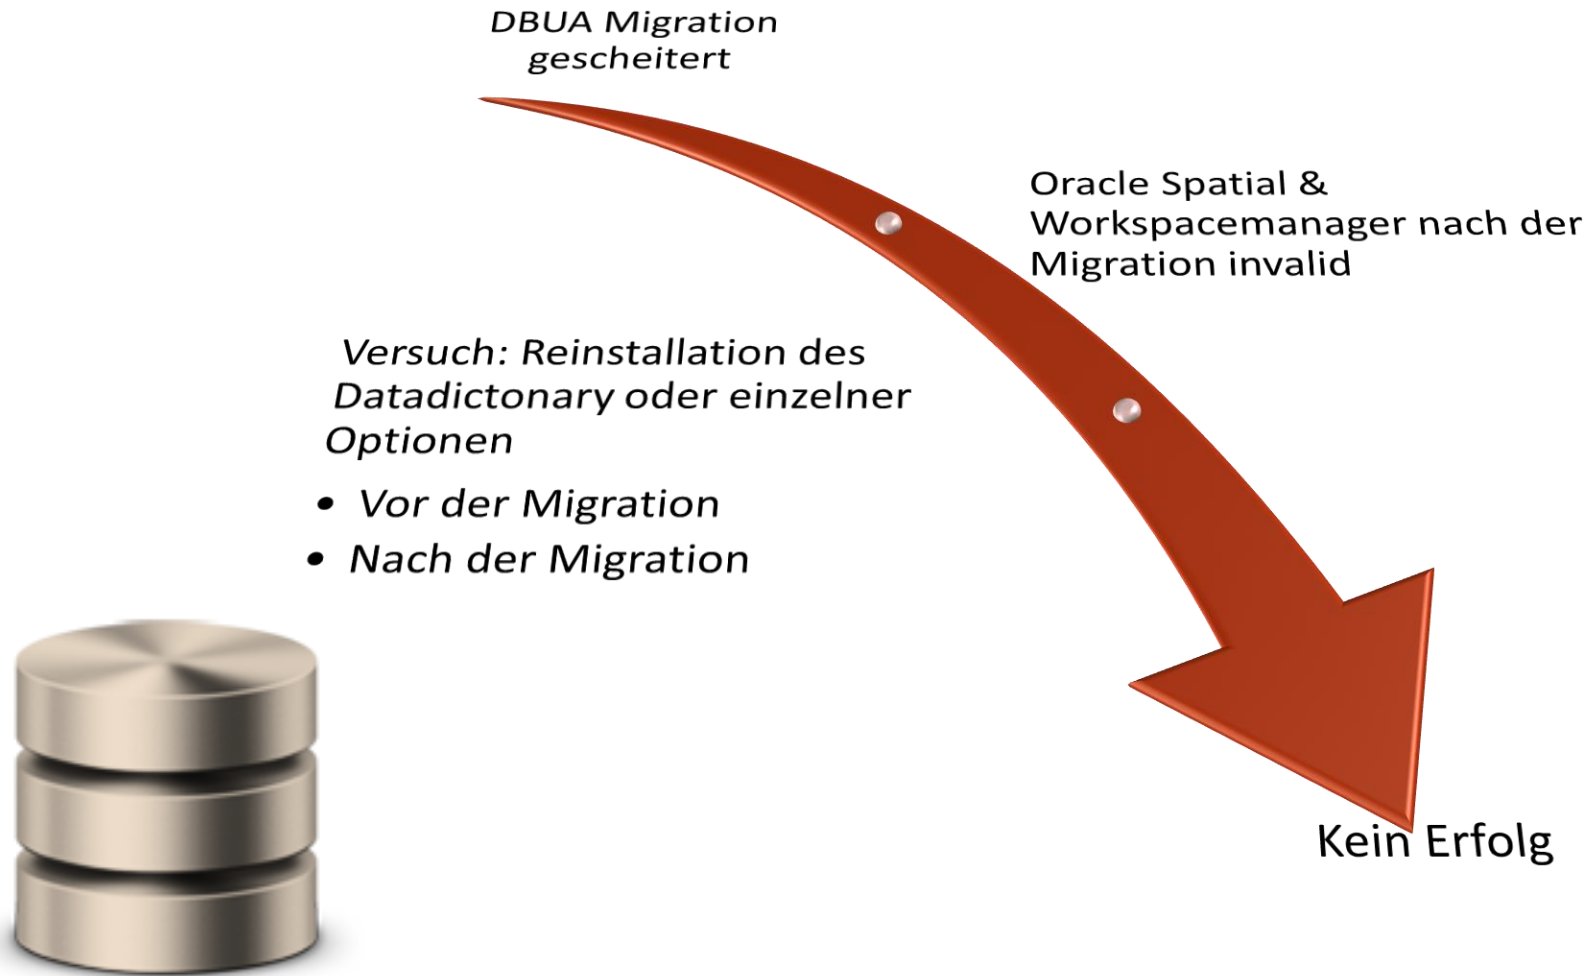 DBUA Migration
gescheitert
Oracle Spatial &
Workspacemanager nach der
Migration invalid
Versuch: Reinstallation des
Datadictonary oder einzelner
Optionen
• Vor der Migration
• Nach der Migration
Kein Erfolg